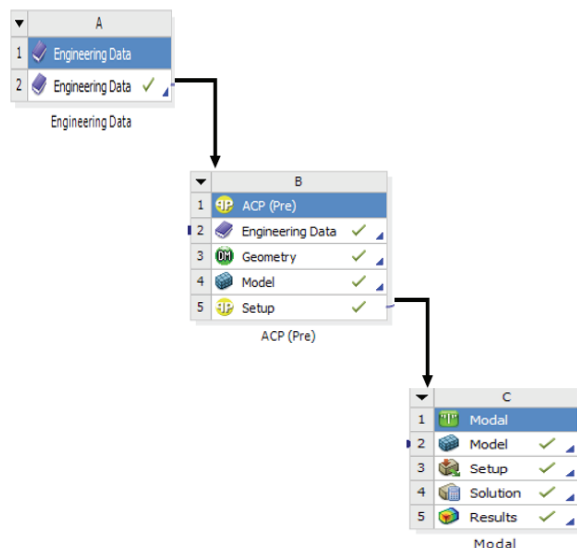 A
1 Engineering Data
2 Engineering Data
Engineering Data
B
1 ACP (Pre)
2 Engineering Data
3 Geometry
4 Model
5 Setup
ACP (Pre)
C
1 Modal
2 Model
3 Setup
4 Solution
5 Results
Modal